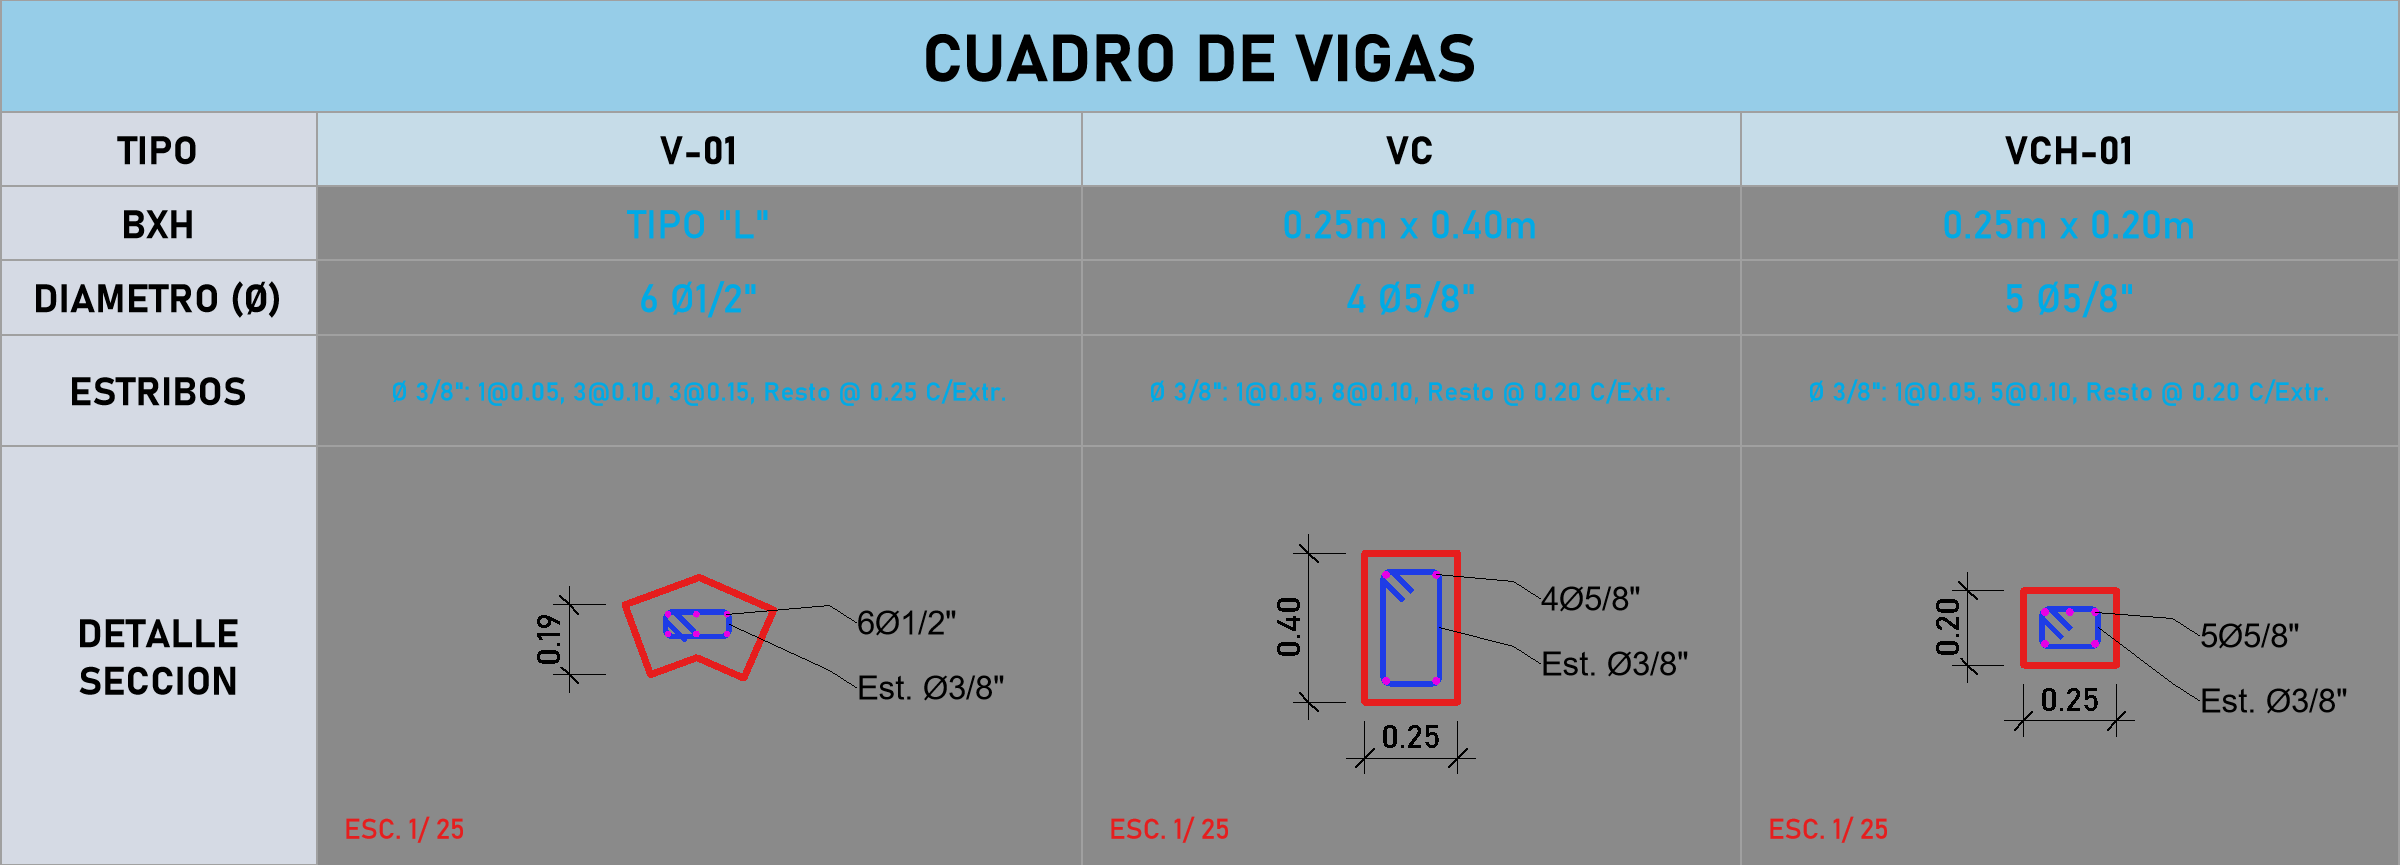 CUADRO DE VIGAS
TIPO V-01 VC VCH-01
BXH TIPO "L" 0.25m x 0.40m 0.25m x 0.20m
DIAMETRO (Ø) 6 Ø1/2" 4 Ø5/8" 5 Ø5/8"
ESTRIBOS Ø 3/8": 1@0.05, 3@0.10, 3@0.15, Resto @ 0.25 C/Extr. Ø 3/8": 1@0.05, 8@0.10, Resto @ 0.20 C/Extr. Ø 3/8": 1@0.05, 5@0.10, Resto @ 0.20 C/Extr.
DETALLE
SECCION
0.19
6Ø1/2"
Est. Ø3/8"
ESC. 1/ 25
0.40
4Ø5/8"
Est. Ø3/8"
0.25
ESC. 1/ 25
0.20
5Ø5/8"
Est. Ø3/8"
0.25
ESC. 1/ 25